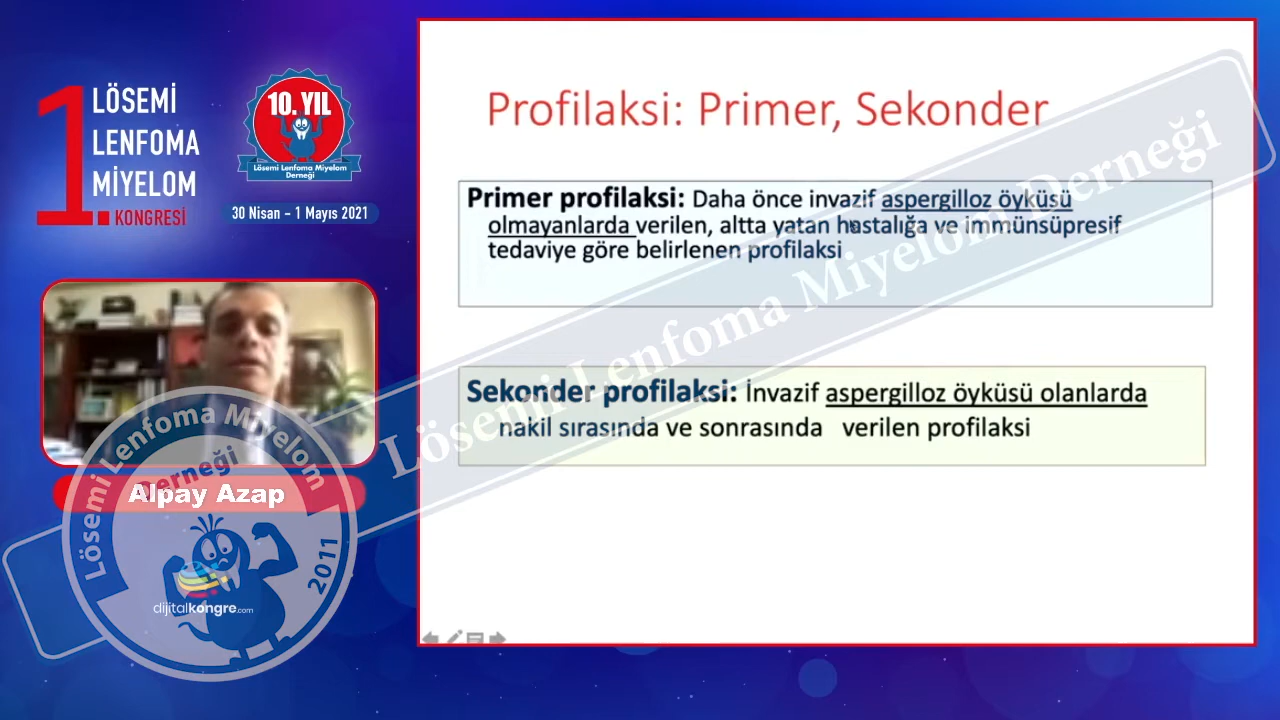 1.
LÖSEMİ
LENFOMA
MİYELOM
KONGRESİ
10. YIL
Lösemi Lenfoma Miyelom
Derneği
30 Nisan - 1 Mayıs 2021
Profilaksi: Primer, Sekonder
Primer profilaksi: Daha önce invazif aspergilloz öyküsü
olmayanlarda verilen, altta yatan hastalığa ve immünsüpresif
tedaviye göre belirlenen profilaksi
Sekonder profilaksi: İnvazif aspergilloz öyküsü olanlarda
nakil sırasında ve sonrasında verilen profilaksi
Alpay Azap
Lösemi Lenfoma Miyelom
Derneği
2011
dijitalkongre.com
Lösemi Lenfoma Miyelom Derneği